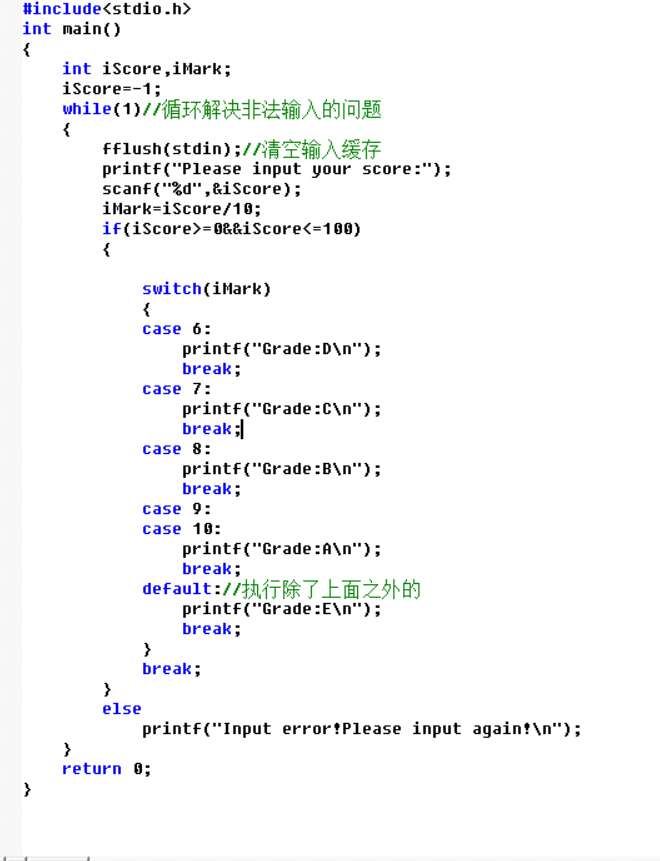 #include<stdio.h>
int main()
{
    int iScore,iMark;
    iScore=-1;
    while(1)//循环解决非法输入的问题
    {
        fflush(stdin);//清空输入缓存
        printf("Please input your score:");
        scanf("%d",&iScore);
        iMark=iScore/10;
        if(iScore>=0&&iScore<=100)
        {
            switch(iMark)
            {
            case 6:
                printf("Grade:D\n");
                break;
            case 7:
                printf("Grade:C\n");
                break;
            case 8:
                printf("Grade:B\n");
                break;
            case 9:
            case 10:
                printf("Grade:A\n");
                break;
            default://执行除了上面之外的
                printf("Grade:E\n");
                break;
            }
            break;
        }
        else
            printf("Input error!Please input again!\n");
    }
    return 0;
}